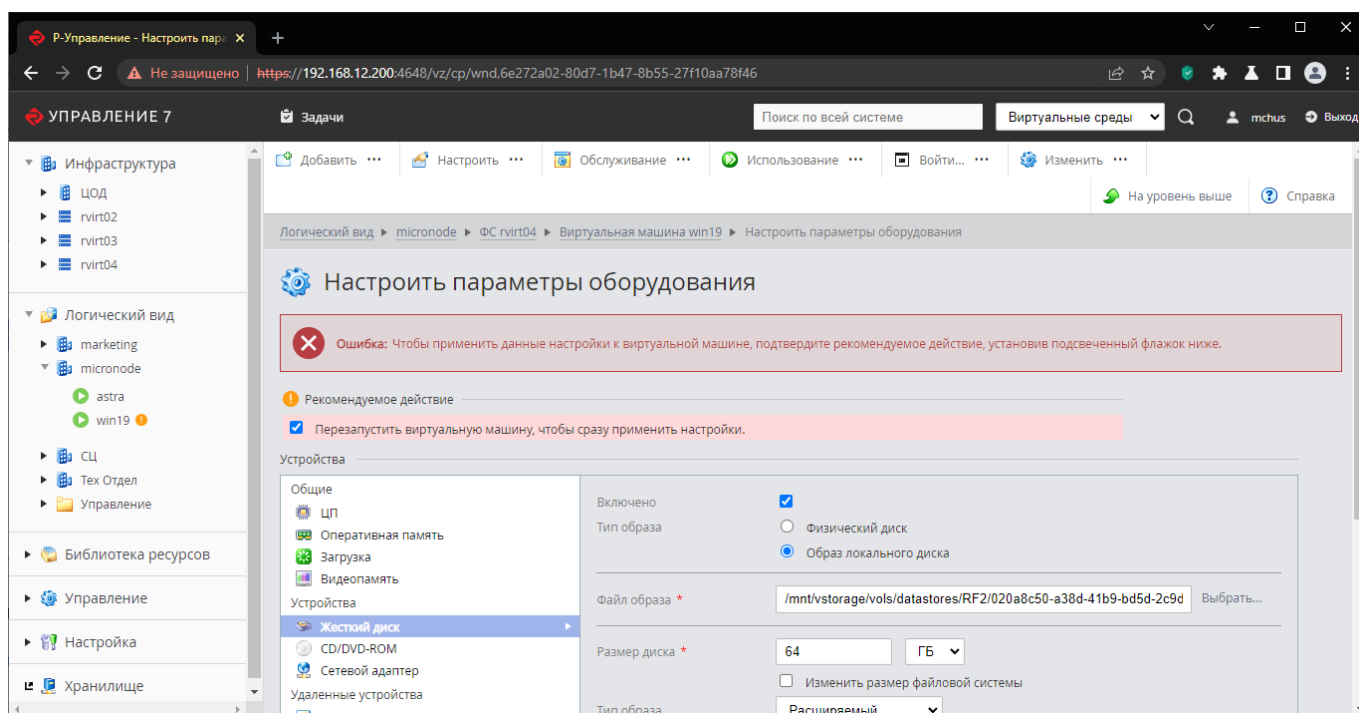 Р-Управление - Настроить пара
Не защищено
https://192.168.12.200:4648/vz/cp/wnd,6e272a02-80d7-1b47-8b55-27f10aa78f46
УПРАВЛЕНИЕ 7
Задачи
Поиск по всей системе
Виртуальные среды
mchus
Выход
Инфраструктура
ЦОД
rvirt02
rvirt03
rvirt04
Логический вид
marketing
micronode
astra
win19
СЦ
Тех Отдел
Управление
Библиотека ресурсов
Управление
Настройка
Хранилище
Добавить ···
Настроить ···
Обслуживание ···
Использование ···
Войти... ···
Изменить ···
На уровень выше
Справка
Логический вид ▶ micronode ▶ ФС rvirt04 ▶ Виртуальная машина win19 ▶ Настроить параметры оборудования
Настроить параметры оборудования
Ошибка: Чтобы применить данные настройки к виртуальной машине, подтвердите рекомендуемое действие, установив подсвеченный флажок ниже.
Рекомендуемое действие
Перезапустить виртуальную машину, чтобы сразу применить настройки.
Устройства
Общие
ЦП
Оперативная память
Загрузка
Видеопамять
Устройства
Жесткий диск
CD/DVD-ROM
Сетевой адаптер
Удаленные устройства
Включено
Тип образа
Физический диск
Образ локального диска
Файл образа *
/mnt/vstorage/vols/datastores/RF2/020a8c50-a38d-41b9-bd5d-2c9d
Выбрать...
Размер диска *
64
ГБ
Изменить размер файловой системы
Тип образа
Расширяемый